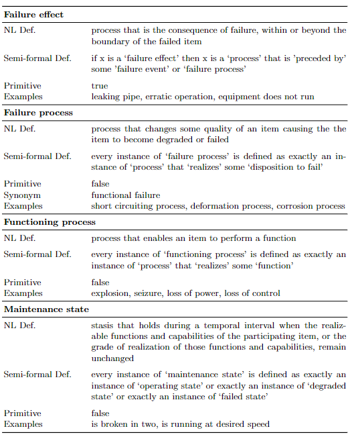 Failure effect
NL Def. process that is the consequence of failure, within or beyond the
boundary of the failed item
Semi-formal Def. if x is a 'failure effect' then x is a 'process' that is 'preceded by'
some 'failure event' or 'failure process'
Primitive true
Examples leaking pipe, erratic operation, equipment does not run
Failure process
NL Def. process that changes some quality of an item causing the the
item to become degraded or failed
Semi-formal Def. every instance of 'failure process' is defined as exactly an in-
stance of 'process' that 'realizes' some 'disposition to fail'
Primitive false
Synonym functional failure
Examples short circuiting process, deformation process, corrosion process
Functioning process
NL Def. process that enables an item to perform a function
Semi-formal Def. every instance of 'functioning process' is defined as exactly an
instance of 'process' that 'realizes' some 'function'
Primitive false
Examples explosion, seizure, loss of power, loss of control
Maintenance state
NL Def. stasis that holds during a temporal interval when the realiz-
able functions and capabilities of the participating item, or the
grade of realization of those functions and capabilities, remain
unchanged
Semi-formal Def. every instance of 'maintenance state' is defined as exactly an
instance of 'operating state' or exactly an instance of 'degraded
state' or exactly an instance of 'failed state'
Primitive false
Examples is broken in two, is running at desired speed